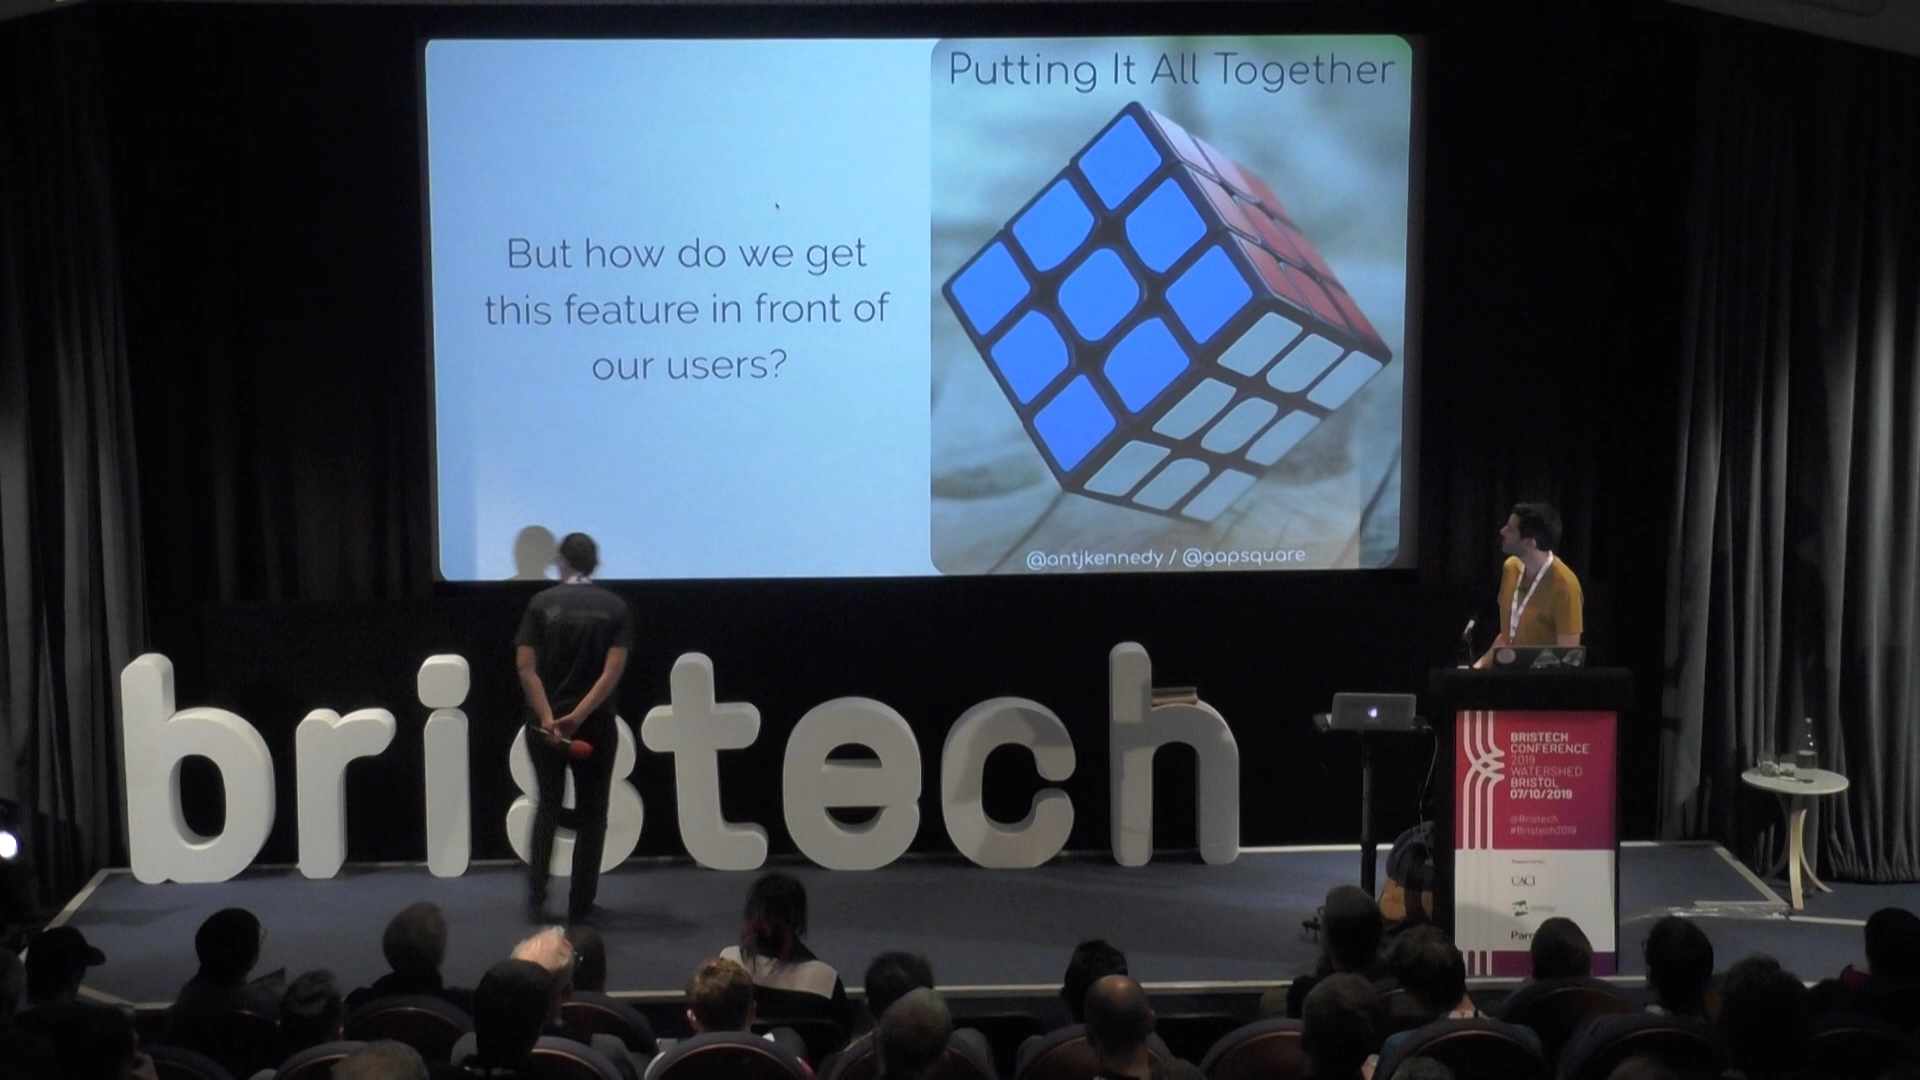 Putting It All Together
But how do we get
this feature in front of
our users?
@antjkennedy / @gapsquare
bristech
BRISTECH
CONFERENCE
2019
WATERSHED
BRISTOL
07/10/2019
@Bristech
#Bristech2019
CACI